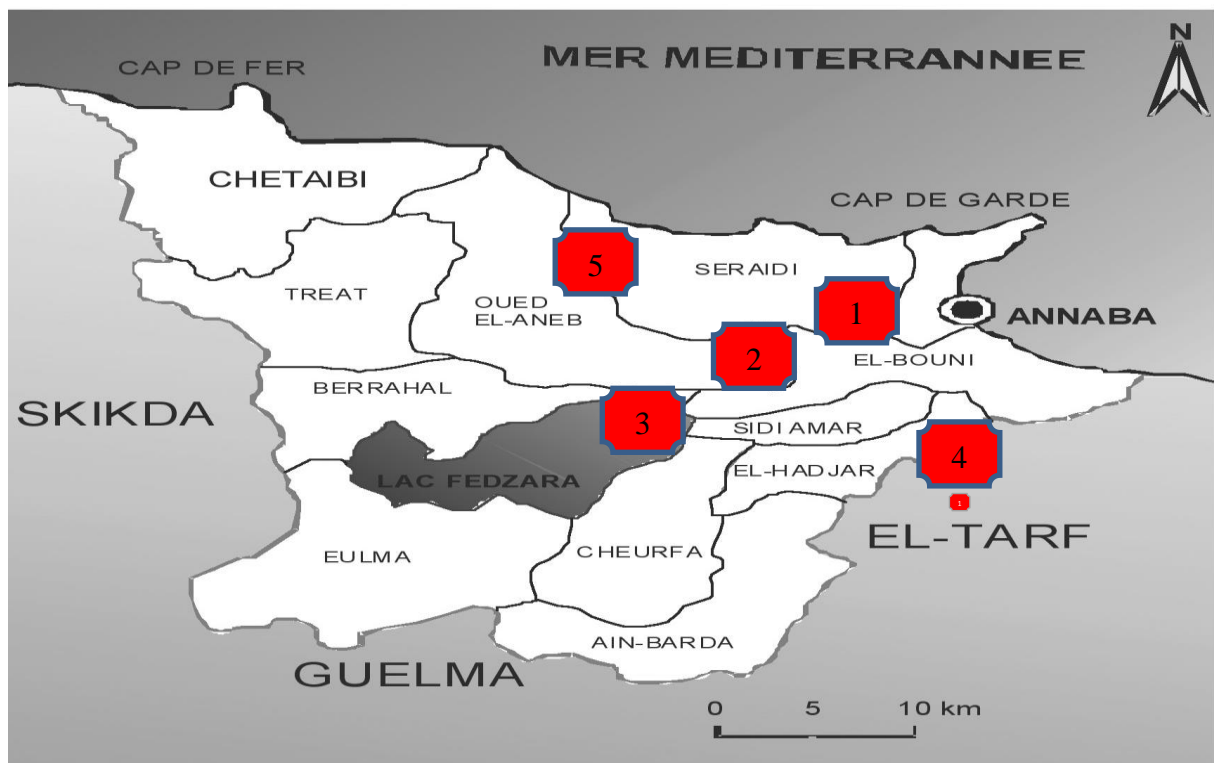 N
MER MEDITERRANNEE
CAP DE FER
CHETAIBI
CAP DE GARDE
5
SERAIDI
TREAT
OUED
EL-ANEB
1
ANNABA
2
EL-BOUNI
BERRAHAL
SKIKDA
3
SIDI AMAR
4
EL-HADJAR
LAC FEDZARA
1
EL-TARF
EULMA
CHEURFA
AIN-BARDA
GUELMA
0 5 10 km